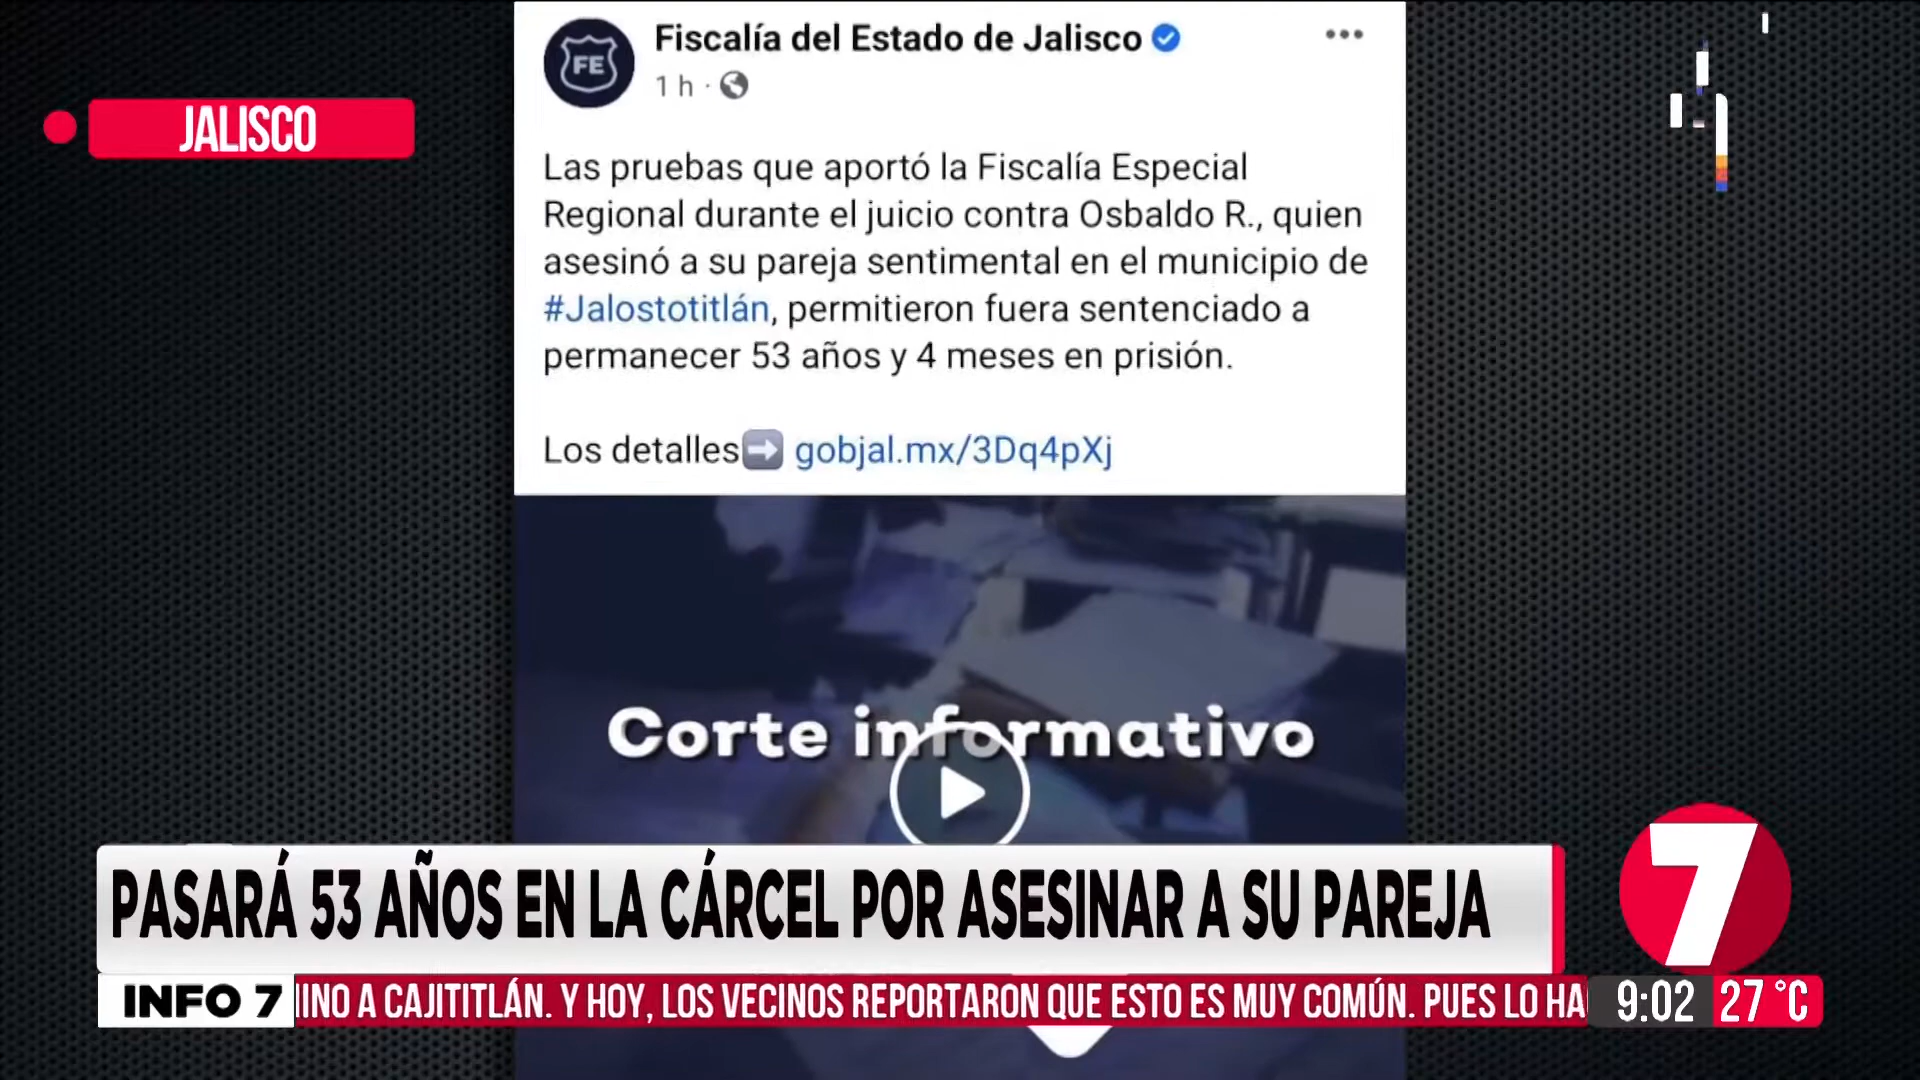 FE
Fiscalía del Estado de Jalisco
1 h ·
JALISCO
Las pruebas que aportó la Fiscalía Especial
Regional durante el juicio contra Osbaldo R., quien
asesinó a su pareja sentimental en el municipio de
#Jalostotitlán, permitieron fuera sentenciado a
permanecer 53 años y 4 meses en prisión.
Los detalles➡ gobjal.mx/3Dq4pXj
Corte informativo
PASARÁ 53 AÑOS EN LA CÁRCEL POR ASESINAR A SU PAREJA
7
INFO 7
A CAJITITLÁN. Y HOY, LOS VECINOS REPORTARON QUE ESTO ES MUY COMÚN. PUES LO
9:02 27 °C